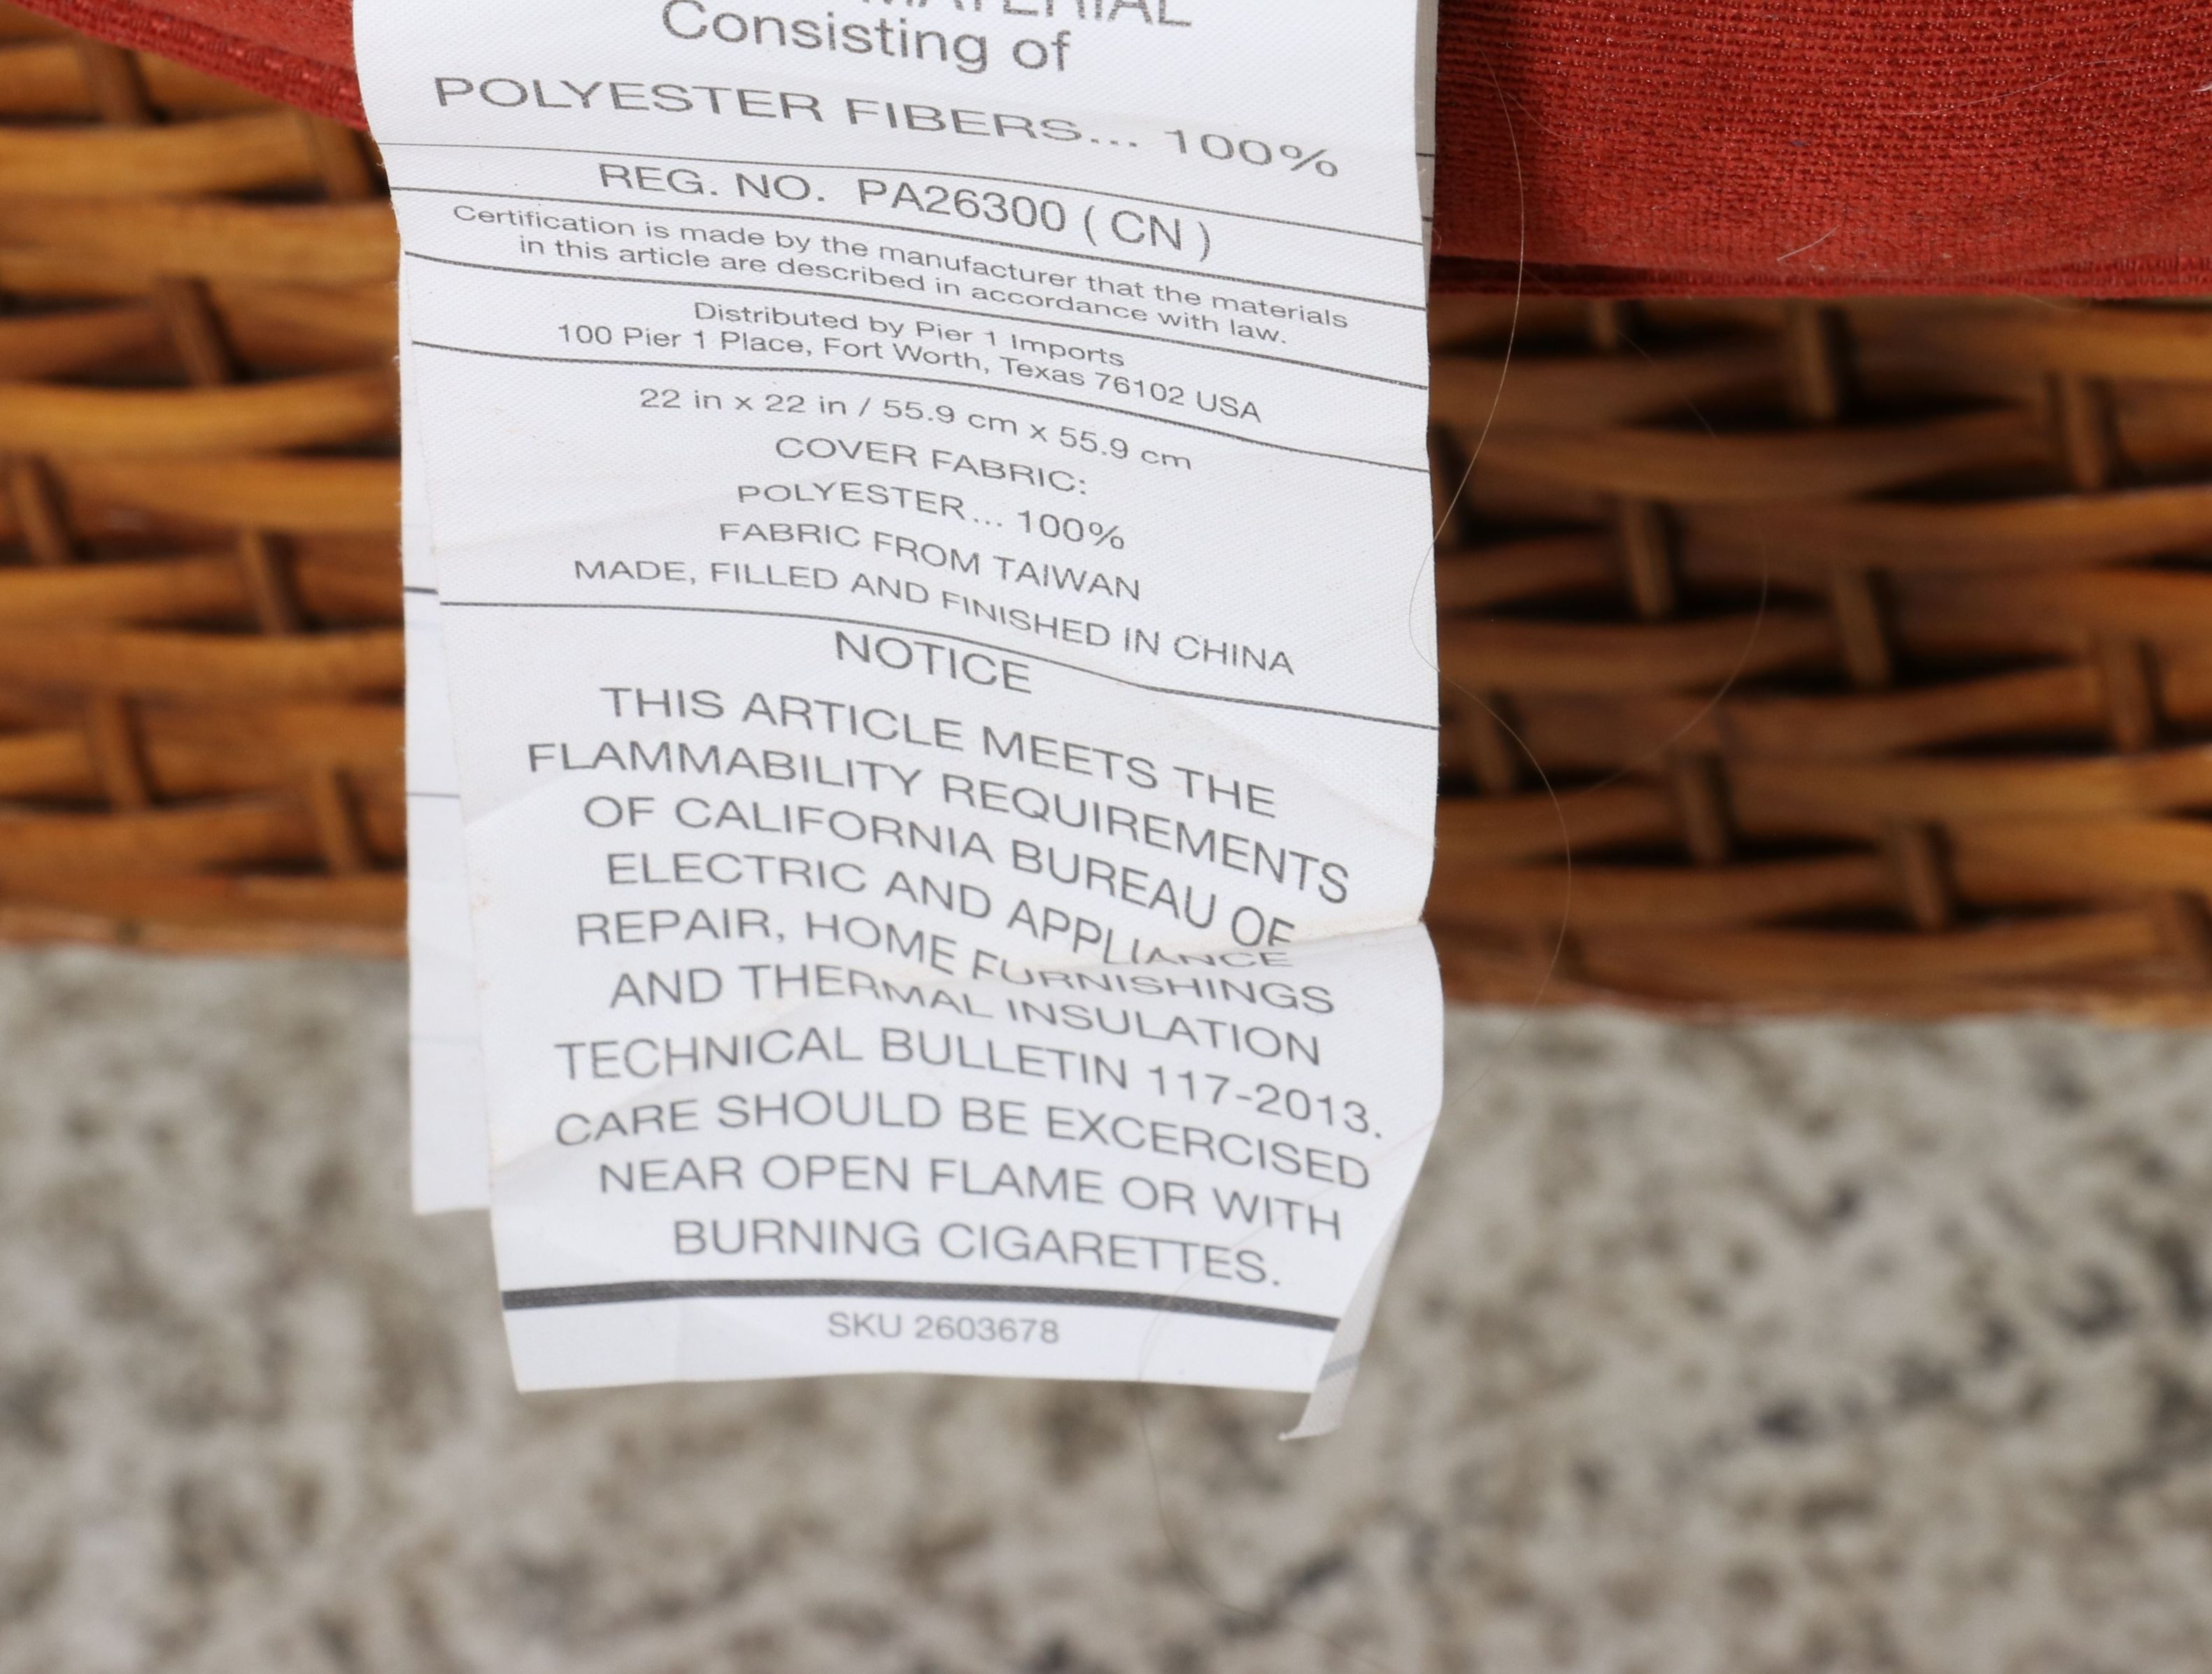 MATERIAL
Consisting of
POLYESTER FIBERS... 100%
REG. NO. PA26300 ( CN )
Certification is made by the manufacturer that the materials
in this article are described in accordance with law.
Distributed by Pier 1 Imports
100 Pier 1 Place, Fort Worth, Texas 76102 USA
22 in x 22 in / 55.9 cm x 55.9 cm
COVER FABRIC:
POLYESTER... 100%
FABRIC FROM TAIWAN
MADE, FILLED AND FINISHED IN CHINA
NOTICE
THIS ARTICLE MEETS THE
FLAMMABILITY REQUIREMENTS
OF CALIFORNIA BUREAU OF
ELECTRIC AND APPLIANCE
REPAIR, HOME FURNISHINGS
AND THERMAL INSULATION
TECHNICAL BULLETIN 117-2013.
CARE SHOULD BE EXCERCISED
NEAR OPEN FLAME OR WITH
BURNING CIGARETTES.
SKU 2603678